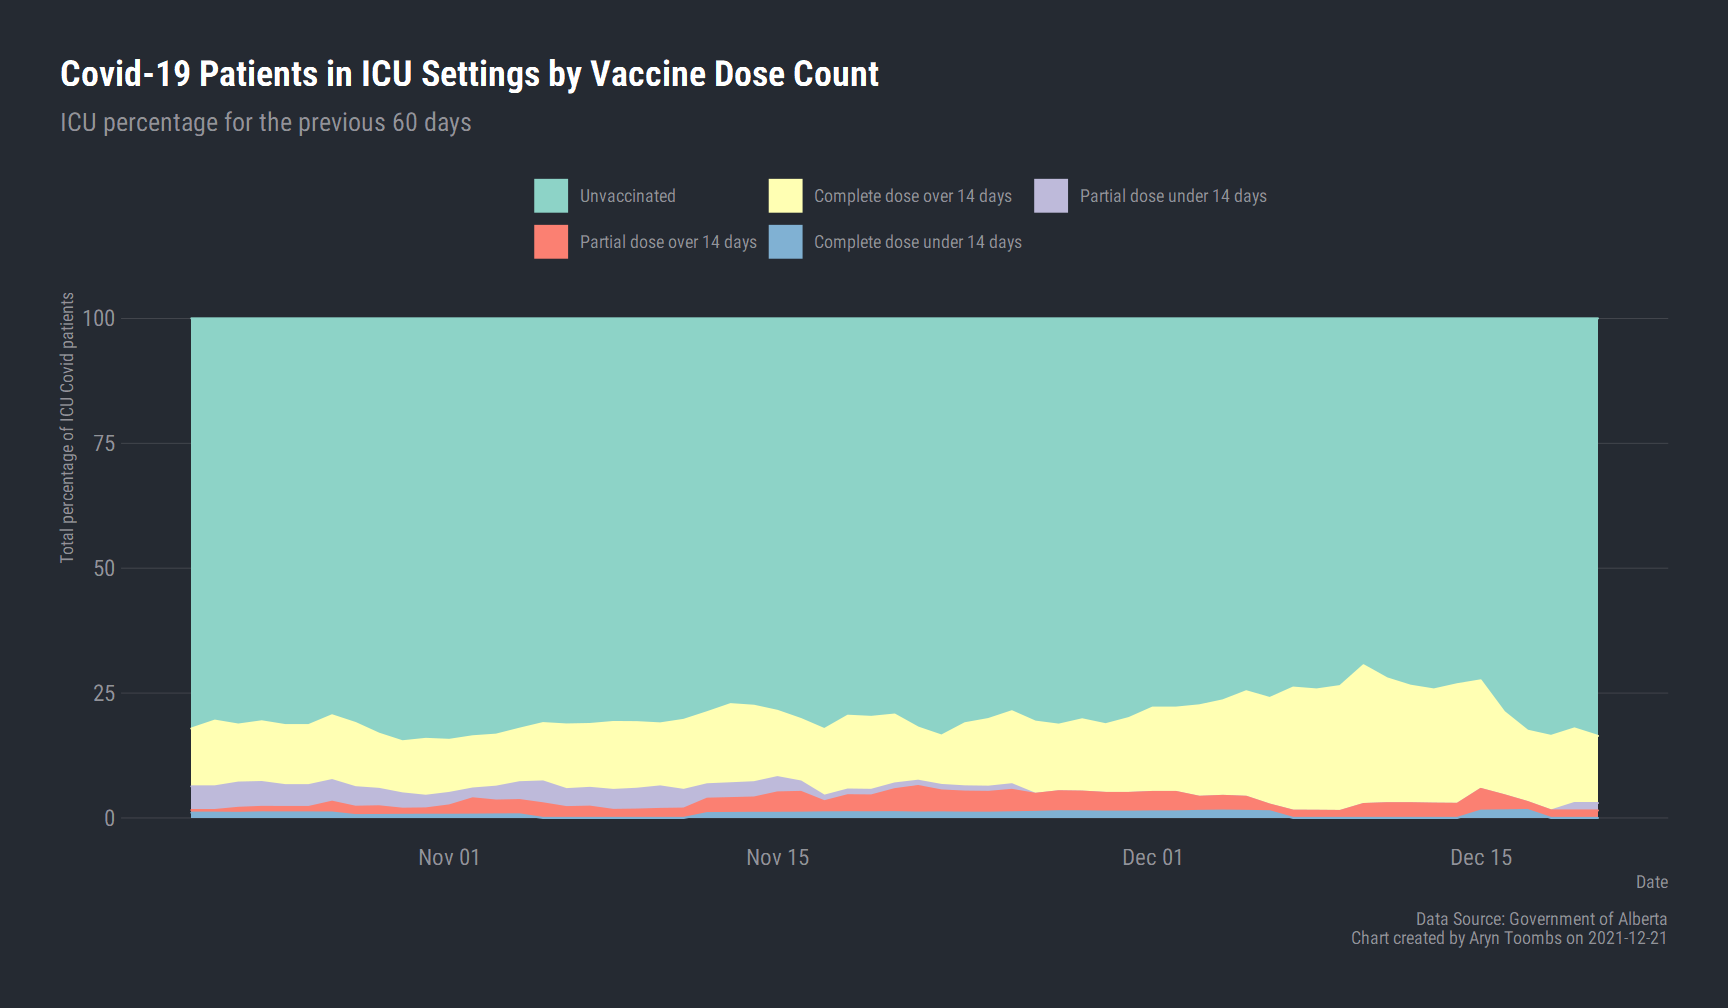 Covid-19 Patients in ICU Settings by Vaccine Dose Count
ICU percentage for the previous 60 days
Unvaccinated
Complete dose over 14 days
Partial dose under 14 days
Partial dose over 14 days
Complete dose under 14 days
Total percentage of ICU Covid patients
100
75
50
25
0
Nov 01
Nov 15
Dec 01
Dec 15
Date
Data Source: Government of Alberta
Chart created by Aryn Toombs on 2021-12-21